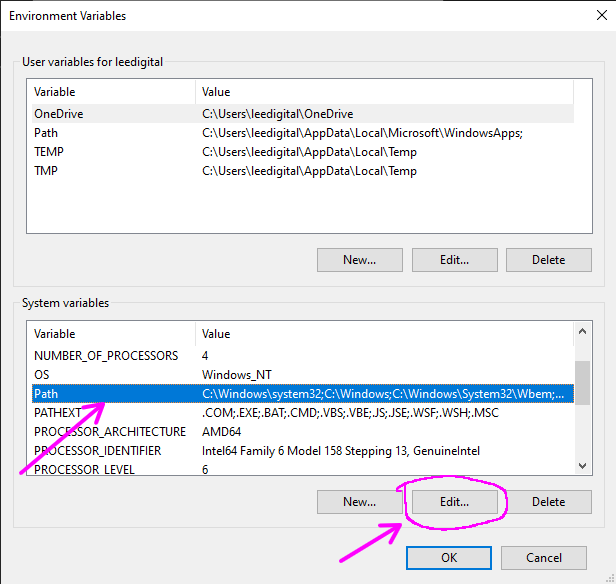 Environment Variables
User variables for leedigital
Variable Value
OneDrive C:\Users\leedigital\OneDrive
Path C:\Users\leedigital\AppData\Local\Microsoft\WindowsApps;
TEMP C:\Users\leedigital\AppData\Local\Temp
TMP C:\Users\leedigital\AppData\Local\Temp
New... Edit... Delete
System variables
Variable Value
NUMBER_OF_PROCESSORS 4
OS Windows_NT
Path C:\Windows\system32;C:\Windows;C:\Windows\System32\Wbem;...
PATHEXT .COM;.EXE;.BAT;.CMD;.VBS;.VBE;.JS;.JSE;.WSF;.WSH;.MSC
PROCESSOR_ARCHITECTURE AMD64
PROCESSOR_IDENTIFIER Intel64 Family 6 Model 158 Stepping 13, GenuineIntel
PROCESSOR_LEVEL 6
New... Edit... Delete
OK Cancel